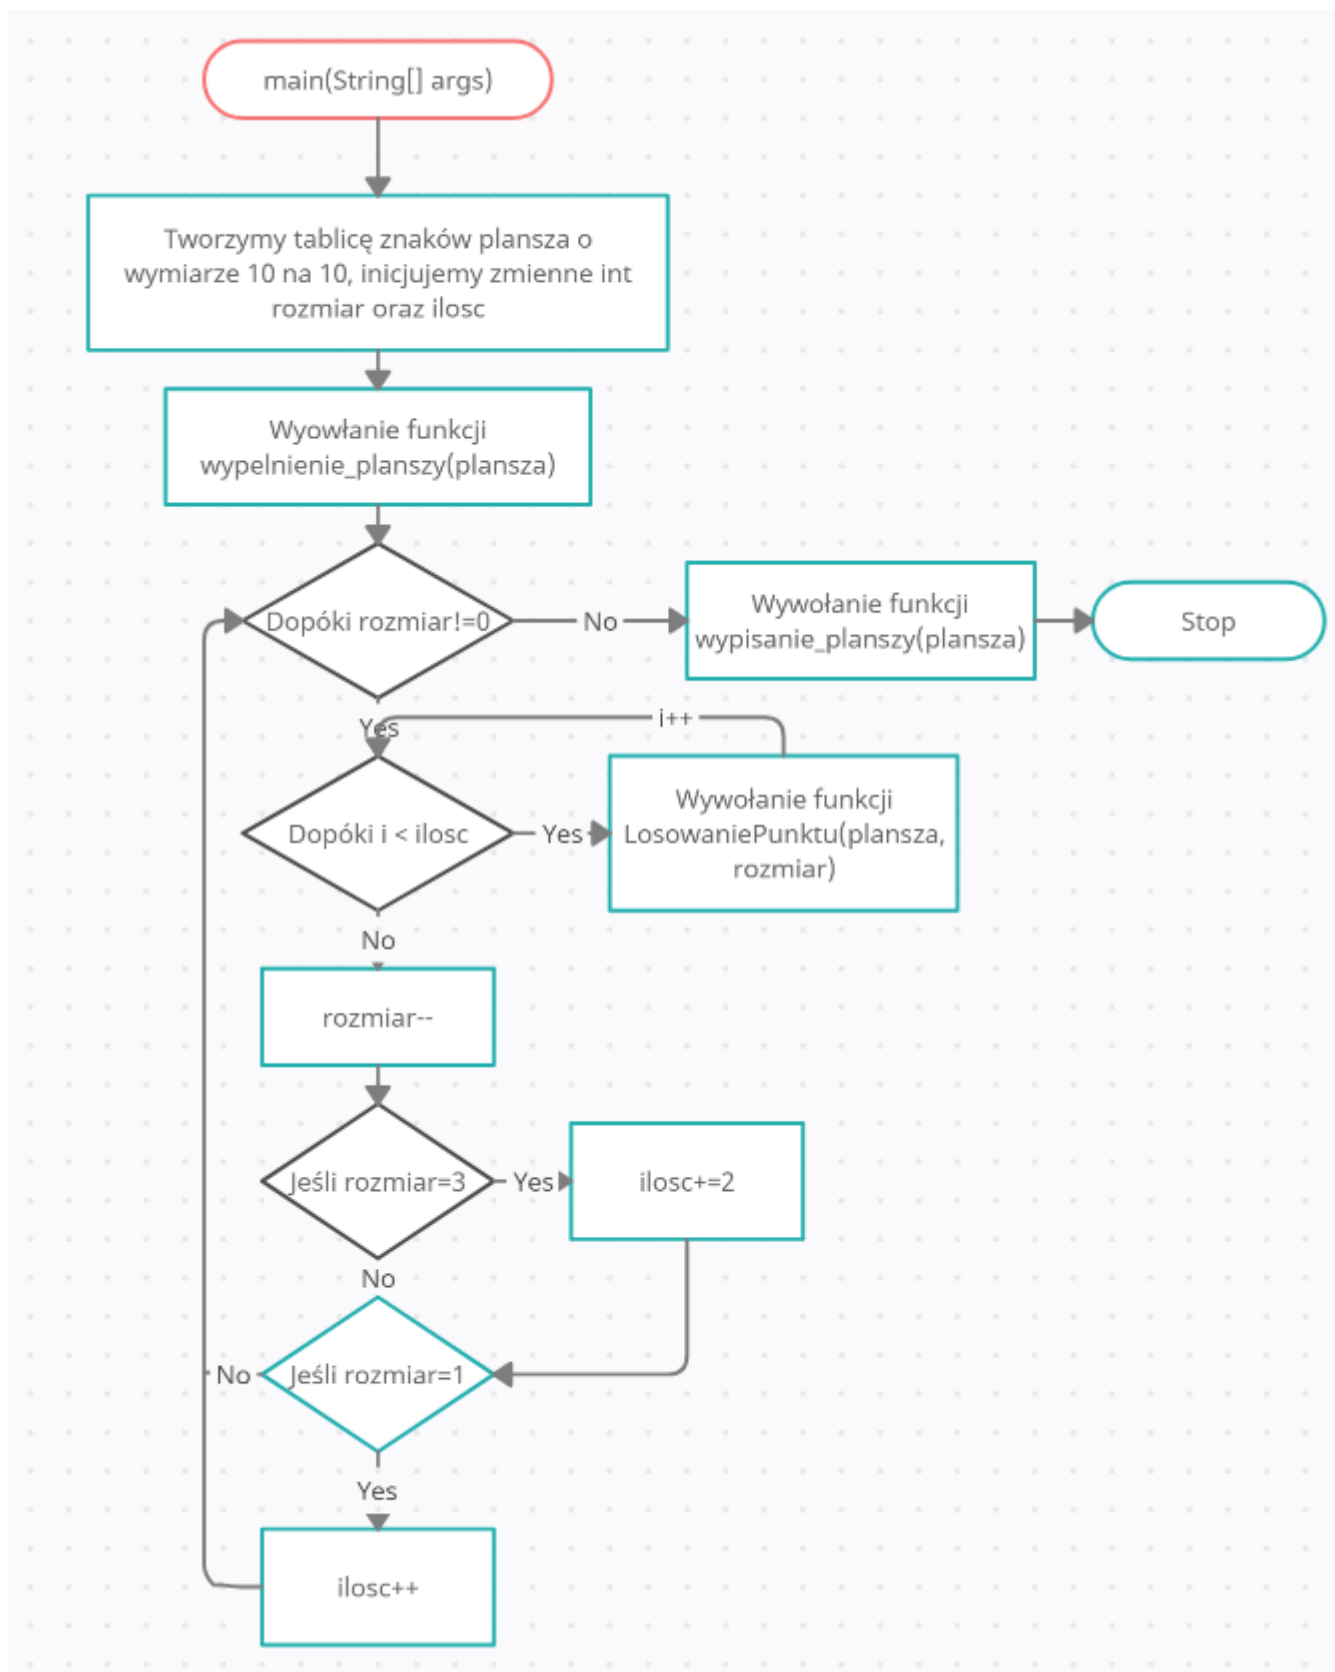 main(String[] args)
Tworzymy tablicę znaków plansza o
wymiarze 10 na 10, inicjujemy zmienne int
rozmiar oraz ilosc
Wyowłanie funkcji
wypelnienie_planszy(plansza)
Dopóki rozmiar!=0
No
Wywołanie funkcji
wypisanie_planszy(plansza)
Stop
Yes
i++
Dopóki i < ilosc
Yes
Wywołanie funkcji
LosowaniePunktu(plansza,
rozmiar)
No
rozmiar--
Jeśli rozmiar=3
Yes
ilosc+=2
No
Jeśli rozmiar=1
No
Yes
ilosc++